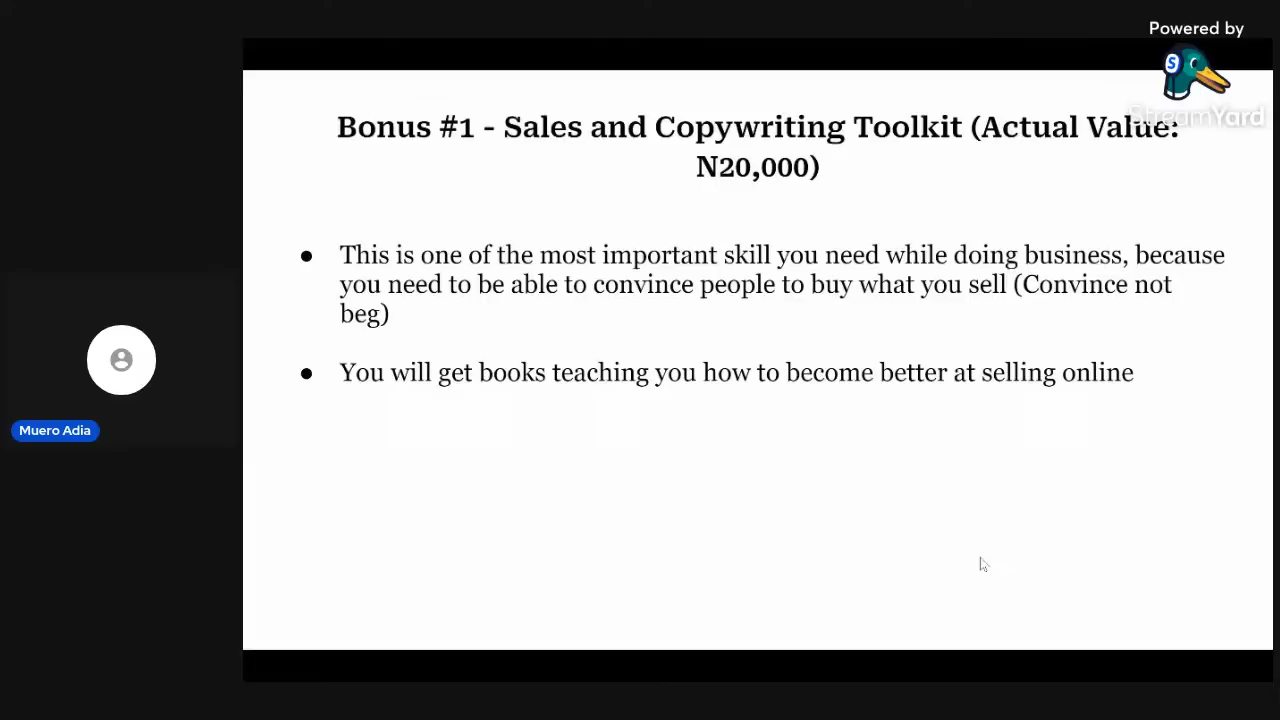 Powered by
StreamYard
Bonus #1 - Sales and Copywriting Toolkit (Actual Value:
N20,000)
● This is one of the most important skill you need while doing business, because
you need to be able to convince people to buy what you sell (Convince not
beg)
● You will get books teaching you how to become better at selling online
Muero Adia